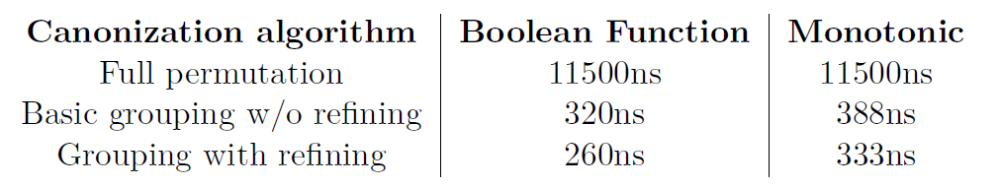 Canonization algorithm Boolean Function Monotonic
Full permutation 11500ns 11500ns
Basic grouping w/o refining 320ns 388ns
Grouping with refining 260ns 333ns